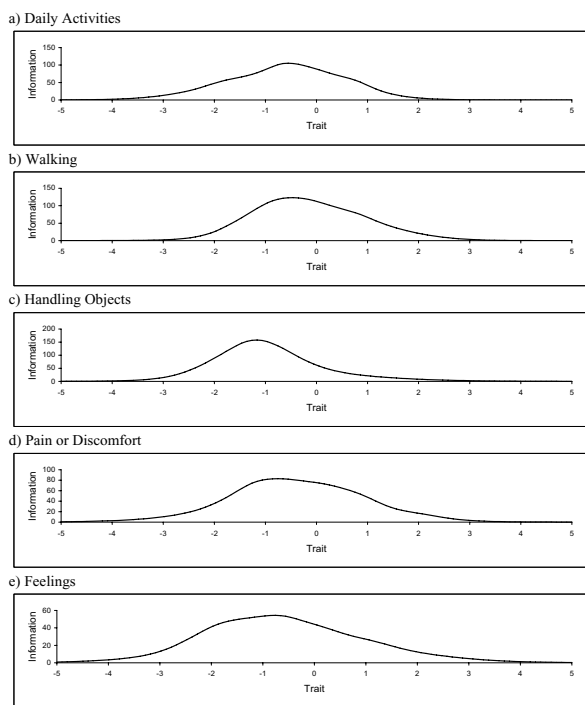 a) Daily Activities
150
100
50
0
Information
-5 -4 -3 -2 -1 0 1 2 3 4 5
Trait
b) Walking
150
100
50
0
Information
-5 -4 -3 -2 -1 0 1 2 3 4 5
Trait
c) Handling Objects
200
150
100
50
0
Information
-5 -4 -3 -2 -1 0 1 2 3 4 5
Trait
d) Pain or Discomfort
100
80
60
40
20
0
Information
-5 -4 -3 -2 -1 0 1 2 3 4 5
Trait
e) Feelings
60
40
20
0
Information
-5 -4 -3 -2 -1 0 1 2 3 4 5
Trait